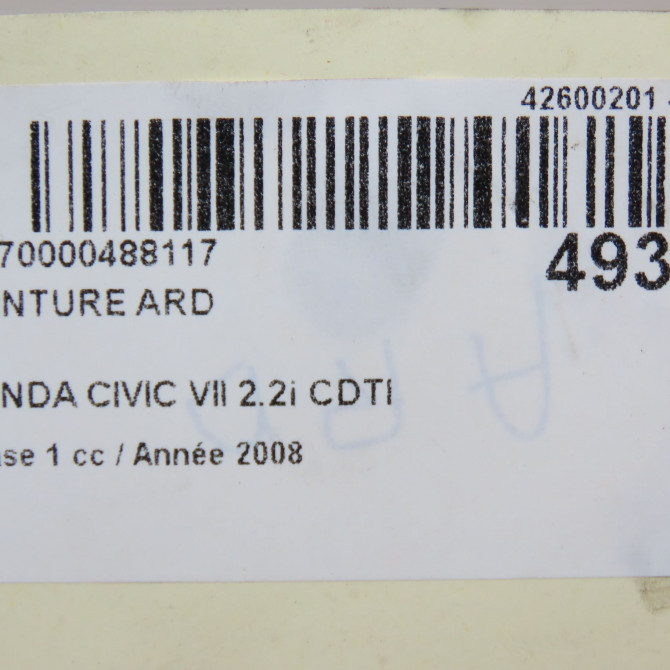 42600201
70000488117
493
NTURE ARD
NDA CIVIC VII 2.2i CDTI
se 1 cc / Année 2008
A R D